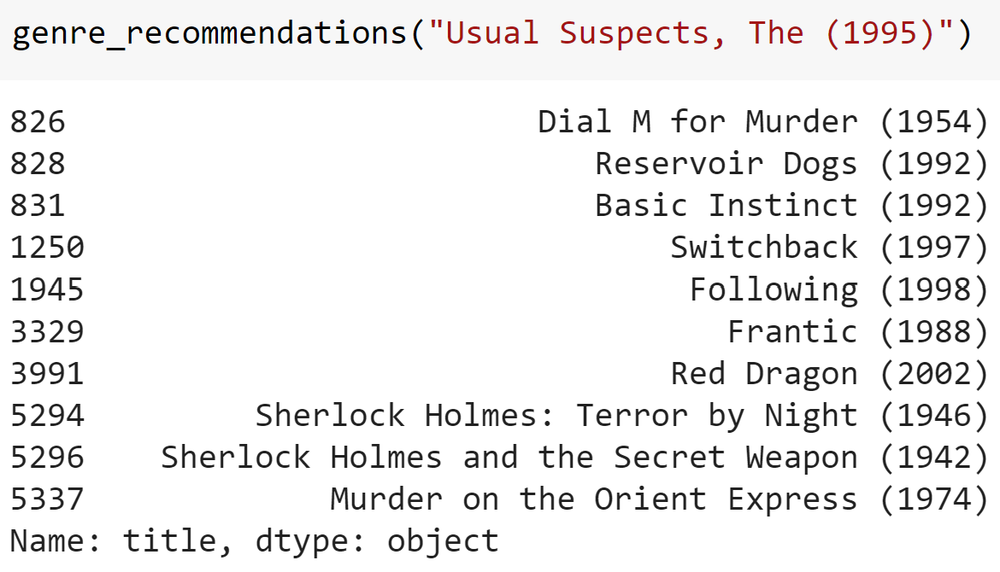 genre_recommendations("Usual Suspects, The (1995)")
826 Dial M for Murder (1954)
828 Reservoir Dogs (1992)
831 Basic Instinct (1992)
1250 Switchback (1997)
1945 Following (1998)
3329 Frantic (1988)
3991 Red Dragon (2002)
5294 Sherlock Holmes: Terror by Night (1946)
5296 Sherlock Holmes and the Secret Weapon (1942)
5337 Murder on the Orient Express (1974)
Name: title, dtype: object